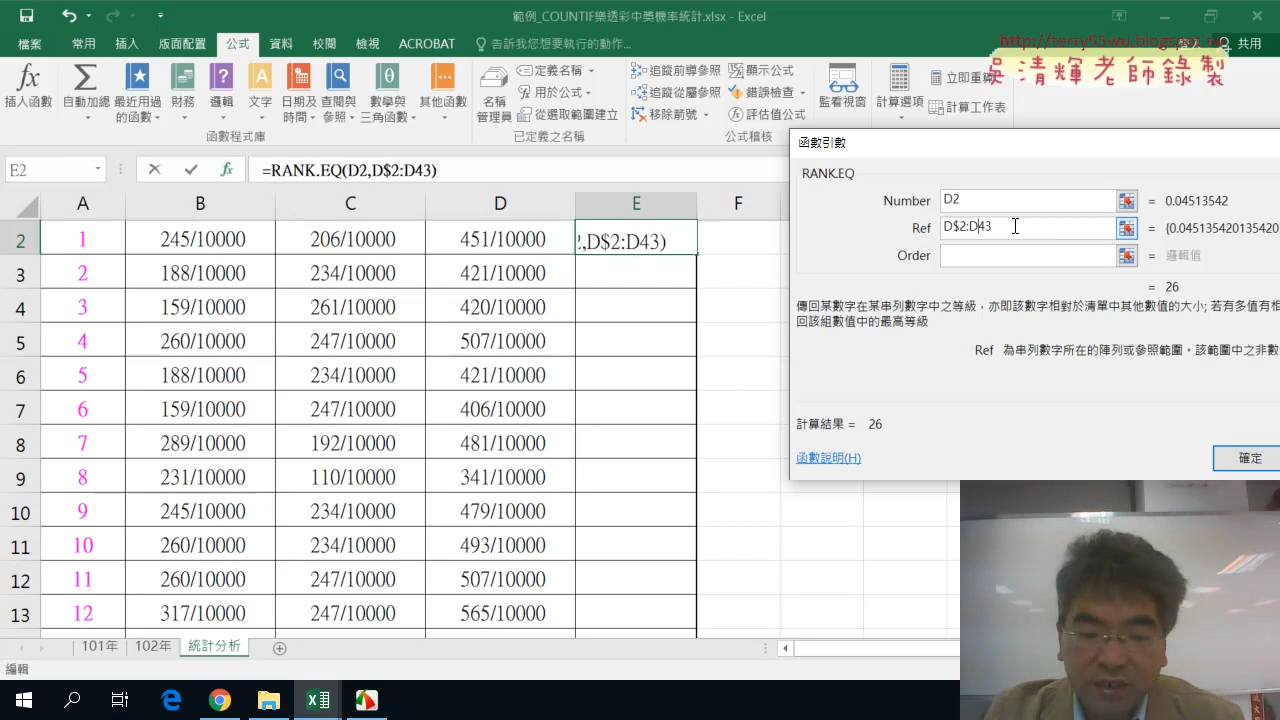 範例_COUNTIF樂透彩中獎機率統計.xlsx - Excel
檔案 常用 插入 版面配置 公式 資料 校閱 檢視 ACROBAT 告訴我您想要執行的動作... 共用
http://terry55wu.blogspot.tw
吳清輝老師錄製
插入函數 自動加總 最近用過的函數 財務 邏輯 文字 日期及時間 查閱與參照 數學與三角函數 其他函數 名稱管理員 定義名稱 用於公式 從選取範圍建立 追蹤前導參照 追蹤從屬參照 移除箭號 顯示公式 錯誤檢查 評估值公式 監看視窗 計算選項 立即重算 計算工作表
函數程式庫 已定義之名稱 公式稽核
E2 fx =RANK.EQ(D2,D$2:D43)
A B C D E F
2 1 245/10000 206/10000 451/10000 ,D$2:D43)
3 2 188/10000 234/10000 421/10000
4 3 159/10000 261/10000 420/10000
5 4 260/10000 247/10000 507/10000
6 5 188/10000 234/10000 421/10000
7 6 159/10000 247/10000 406/10000
8 7 289/10000 192/10000 481/10000
9 8 231/10000 110/10000 341/10000
10 9 245/10000 234/10000 479/10000
11 10 260/10000 234/10000 493/10000
12 11 260/10000 247/10000 507/10000
13 12 317/10000 247/10000 565/10000
101年 102年 統計分析
編輯
函數引數
RANK.EQ
Number D2 = 0.04513542
Ref D$2:D43 = {0.045135420135420
Order = 邏輯值
= 26
傳回某數字在某串列數字中之等級，亦即該數字相對於清單中其他數值的大小; 若有多值有相
回該組數值中的最高等級
Ref 為串列數字所在的陣列或參照範圍。該範圍中之非數
計算結果 = 26
函數說明(H)
確定